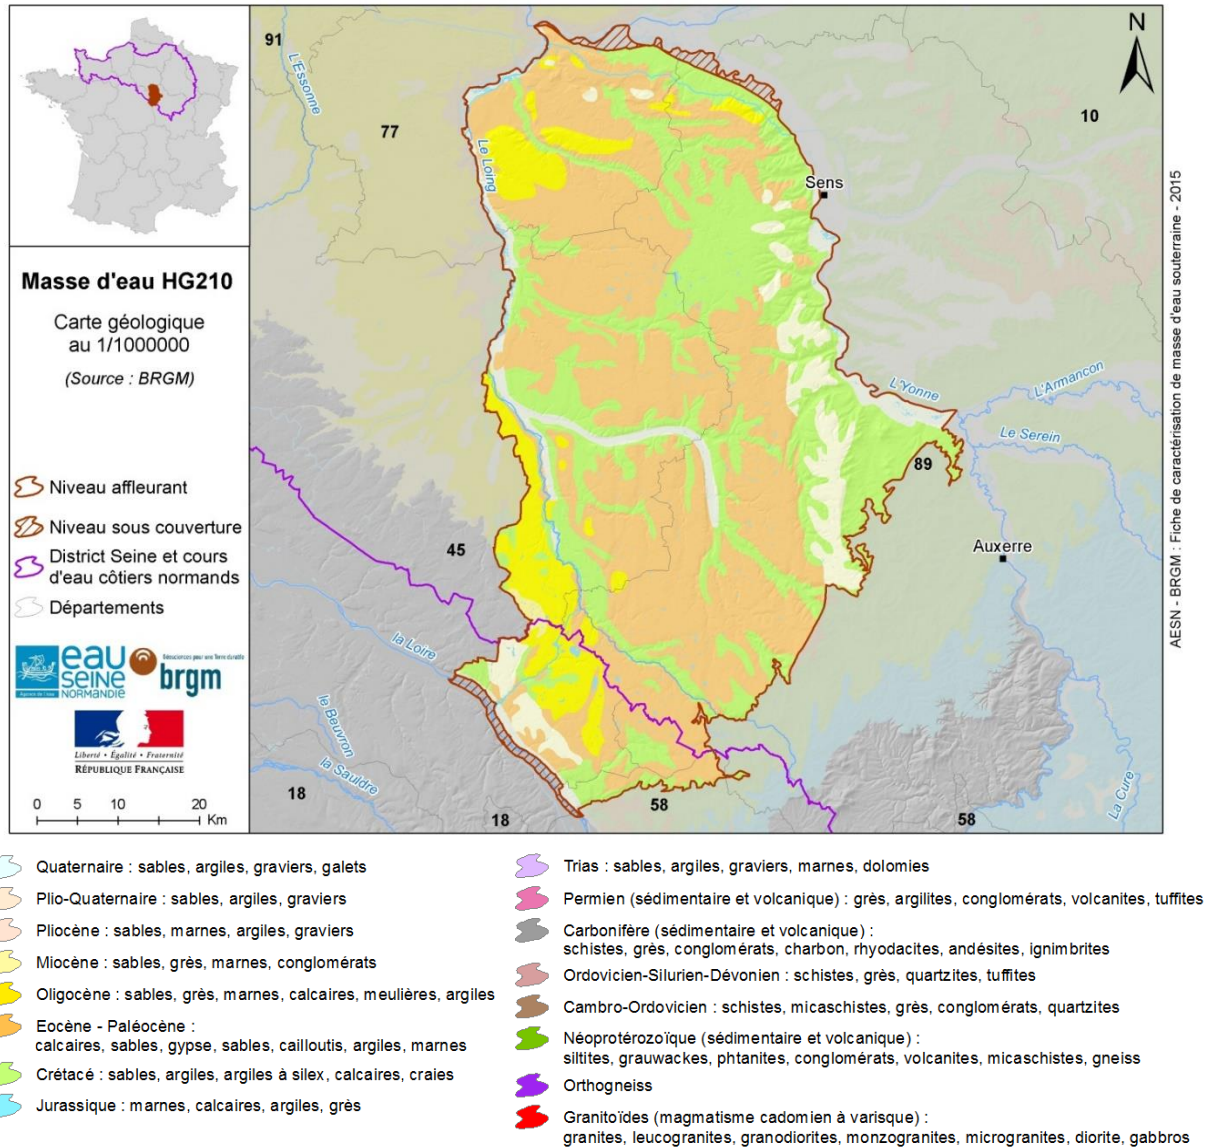 91
L'Essonne
77
10
N
Le Loing
Sens
Masse d'eau HG210
Carte géologique
au 1/1000000
(Source : BRGM)
L'Yonne
L'Armançon
Le Serein
89
Niveau affleurant
Niveau sous couverture
District Seine et cours
d'eau côtiers normands
Départements
45
Auxerre
la Loire
le Beuvron
la Sauldre
18
18
58
58
La Cure
eau
SEINE
NORMANDIE
Agence de l'eau
Géosciences pour une Terre durable
brgm
Liberté • Égalité • Fraternité
RÉPUBLIQUE FRANÇAISE
0 5 10 20
Km
AESN - BRGM : Fiche de caractérisation de masse d'eau souterraine - 2015
Quaternaire : sables, argiles, graviers, galets
Plio-Quaternaire : sables, argiles, graviers
Pliocène : sables, marnes, argiles, graviers
Miocène : sables, grès, marnes, conglomérats
Oligocène : sables, grès, marnes, calcaires, meulières, argiles
Eocène - Paléocène :
calcaires, sables, gypse, sables, cailloutis, argiles, marnes
Crétacé : sables, argiles, argiles à silex, calcaires, craies
Jurassique : marnes, calcaires, argiles, grès
Trias : sables, argiles, graviers, marnes, dolomies
Permien (sédimentaire et volcanique) : grès, argilites, conglomérats, volcanites, tuffites
Carbonifère (sédimentaire et volcanique) :
schistes, grès, conglomérats, charbon, rhyodacites, andésites, ignimbrites
Ordovicien-Silurien-Dévonien : schistes, grès, quartzites, tuffites
Cambro-Ordovicien : schistes, micaschistes, grès, conglomérats, quartzites
Néoprotérozoïque (sédimentaire et volcanique) :
siltites, grauwackes, phtanites, conglomérats, volcanites, micaschistes, gneiss
Orthogneiss
Granitoïdes (magmatisme cadomien à varisque) :
granites, leucogranites, granodiorites, monzogranites, microgranites, diorite, gabbros